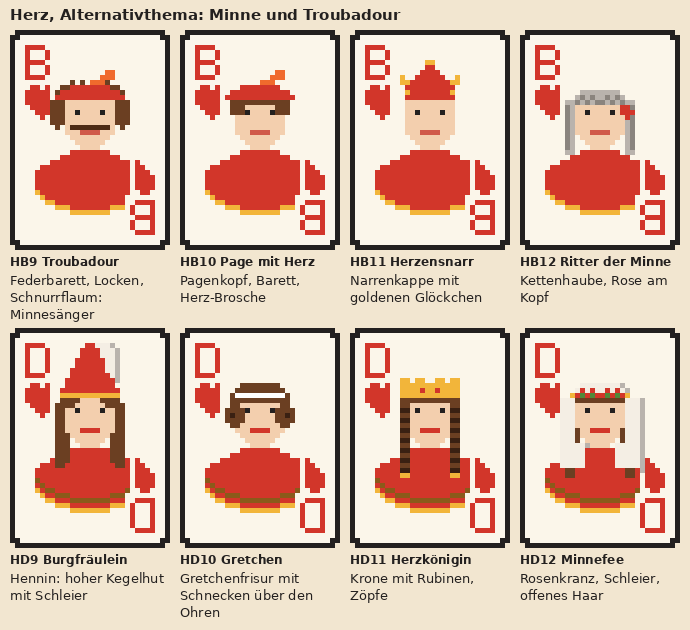 Herz, Alternativthema: Minne und Troubadour
B
B
B
B
B
B
B
B
HB9 Troubadour
Federbarett, Locken,
Schnurrflaum:
Minnesänger
HB10 Page mit Herz
Pagenkopf, Barett,
Herz-Brosche
HB11 Herzensnarr
Narrenkappe mit
goldenen Glöckchen
HB12 Ritter der Minne
Kettenhaube, Rose am
Kopf
D
D
D
D
D
D
D
D
HD9 Burgfräulein
Hennin: hoher Kegelhut
mit Schleier
HD10 Gretchen
Gretchenfrisur mit
Schnecken über den
Ohren
HD11 Herzkönigin
Krone mit Rubinen,
Zöpfe
HD12 Minnefee
Rosenkranz, Schleier,
offenes Haar